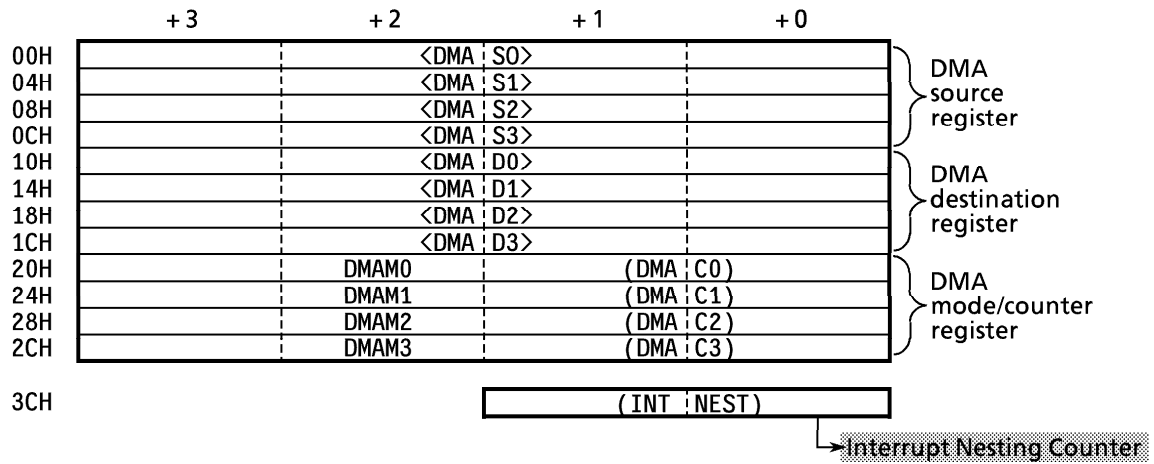 +3 +2 +1 +0
00H <DMA S0>
04H <DMA S1>
08H <DMA S2>
0CH <DMA S3>
DMA
source
register
10H <DMA D0>
14H <DMA D1>
18H <DMA D2>
1CH <DMA D3>
DMA
destination
register
20H DMAM0 (DMA C0)
24H DMAM1 (DMA C1)
28H DMAM2 (DMA C2)
2CH DMAM3 (DMA C3)
DMA
mode/counter
register
3CH (INT NEST)
Interrupt Nesting Counter